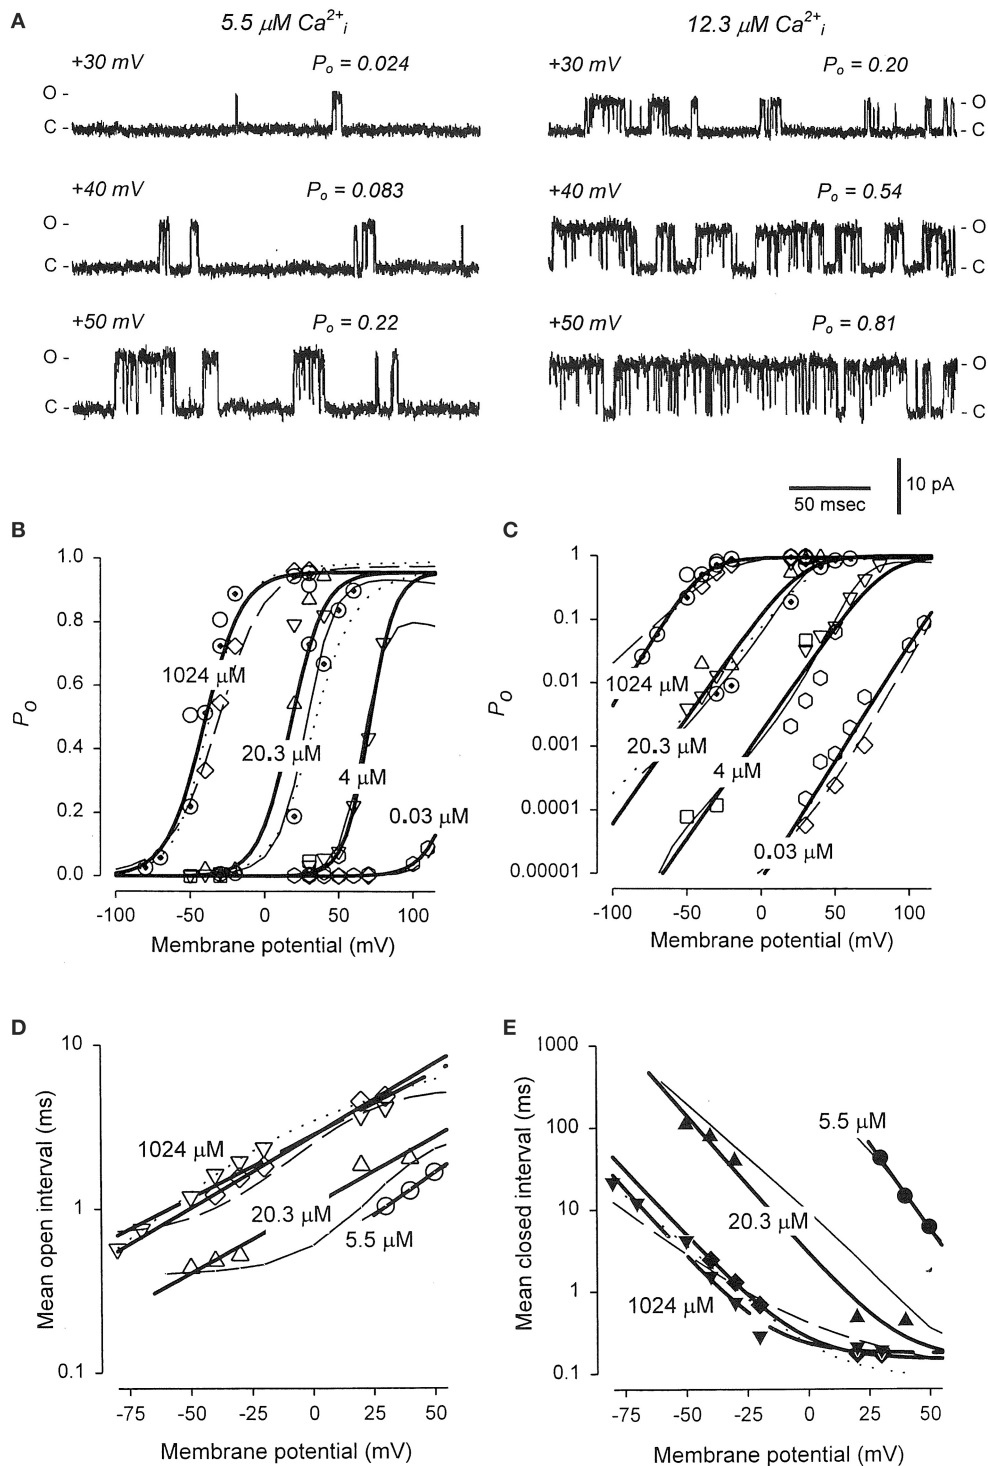 A
5.5 μM Ca²⁺ᵢ
12.3 μM Ca²⁺ᵢ
+30 mV
Pₒ = 0.024
+30 mV
Pₒ = 0.20
O -
C -
- O
- C
+40 mV
Pₒ = 0.083
+40 mV
Pₒ = 0.54
O -
C -
- O
- C
+50 mV
Pₒ = 0.22
+50 mV
Pₒ = 0.81
O -
C -
- O
- C
50 msec
10 pA
B
1.0
0.8
0.6
0.4
0.2
0.0
Pₒ
1024 μM
20.3 μM
4 μM
0.03 μM
-100
-50
0
50
100
Membrane potential (mV)
C
1
0.1
0.01
0.001
0.0001
0.00001
Pₒ
1024 μM
20.3 μM
4 μM
0.03 μM
-100
-50
0
50
100
Membrane potential (mV)
D
10
1
0.1
Mean open interval (ms)
1024 μM
20.3 μM
5.5 μM
-75
-50
-25
0
25
50
Membrane potential (mV)
E
1000
100
10
1
0.1
Mean closed interval (ms)
5.5 μM
20.3 μM
1024 μM
-75
-50
-25
0
25
50
Membrane potential (mV)